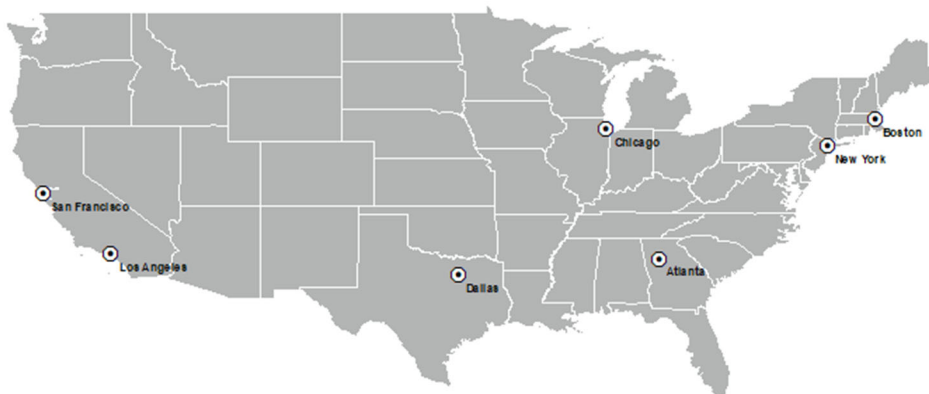 Boston
Chicago
New York
San Francisco
Los Angeles
Atlanta
Dallas